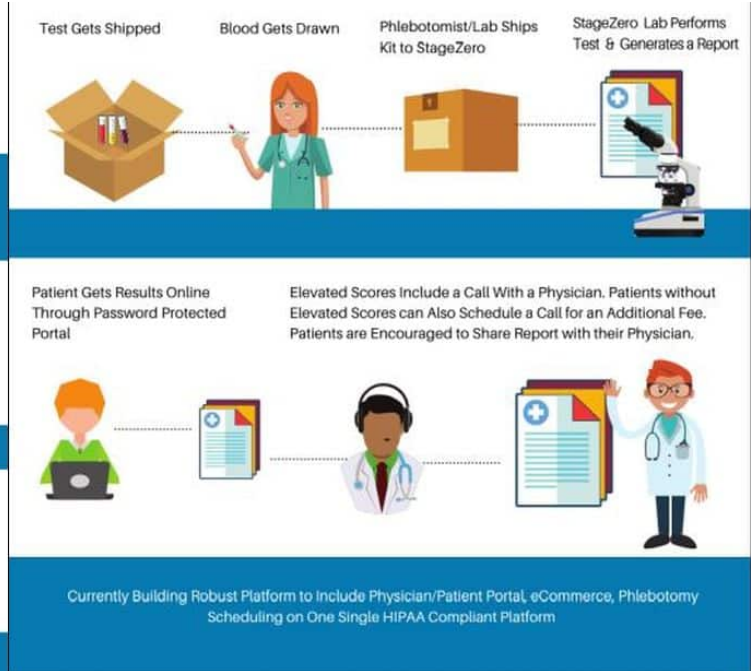 Test Gets Shipped
Blood Gets Drawn
Phlebotomist/Lab Ships
Kit to StageZero
StageZero Lab Performs
Test & Generates a Report
Patient Gets Results Online
Through Password Protected
Portal
Elevated Scores Include a Call With a Physician. Patients without
Elevated Scores can Also Schedule a Call for an Additional Fee.
Patients are Encouraged to Share Report with their Physician.
Currently Building Robust Platform to Include Physician/Patient Portal, eCommerce, Phlebotomy
Scheduling on One Single HIPAA Compliant Platform